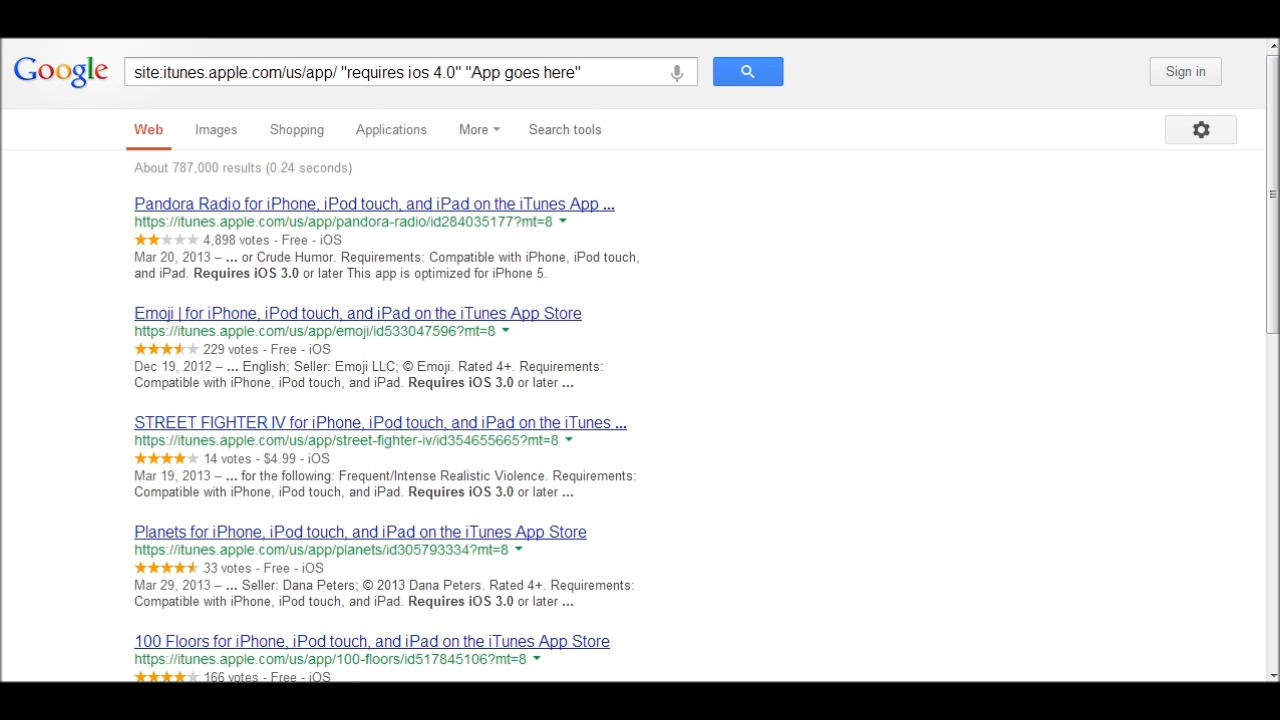 Google
site:itunes.apple.com/us/app/ "requires ios 4.0" "App goes here"
Sign in
Web Images Shopping Applications More Search tools
About 787,000 results (0.24 seconds)
Pandora Radio for iPhone, iPod touch, and iPad on the iTunes App ...
https://itunes.apple.com/us/app/pandora-radio/id284035177?mt=8
4,898 votes - Free - iOS
Mar 20, 2013 – ... or Crude Humor. Requirements: Compatible with iPhone, iPod touch,
and iPad. Requires iOS 3.0 or later This app is optimized for iPhone 5.
Emoji | for iPhone, iPod touch, and iPad on the iTunes App Store
https://itunes.apple.com/us/app/emoji/id533047596?mt=8
229 votes - Free - iOS
Dec 19, 2012 – ... English; Seller: Emoji LLC; © Emoji. Rated 4+. Requirements:
Compatible with iPhone, iPod touch, and iPad. Requires iOS 3.0 or later ...
STREET FIGHTER IV for iPhone, iPod touch, and iPad on the iTunes ...
https://itunes.apple.com/us/app/street-fighter-iv/id354655665?mt=8
14 votes - $4.99 - iOS
Mar 19, 2013 – ... for the following: Frequent/Intense Realistic Violence. Requirements:
Compatible with iPhone, iPod touch, and iPad. Requires iOS 3.0 or later ...
Planets for iPhone, iPod touch, and iPad on the iTunes App Store
https://itunes.apple.com/us/app/planets/id305793334?mt=8
33 votes - Free - iOS
Mar 29, 2013 – ... Seller: Dana Peters; © 2013 Dana Peters. Rated 4+. Requirements:
Compatible with iPhone, iPod touch, and iPad. Requires iOS 3.0 or later ...
100 Floors for iPhone, iPod touch, and iPad on the iTunes App Store
https://itunes.apple.com/us/app/100-floors/id517845106?mt=8
166 votes - Free - iOS